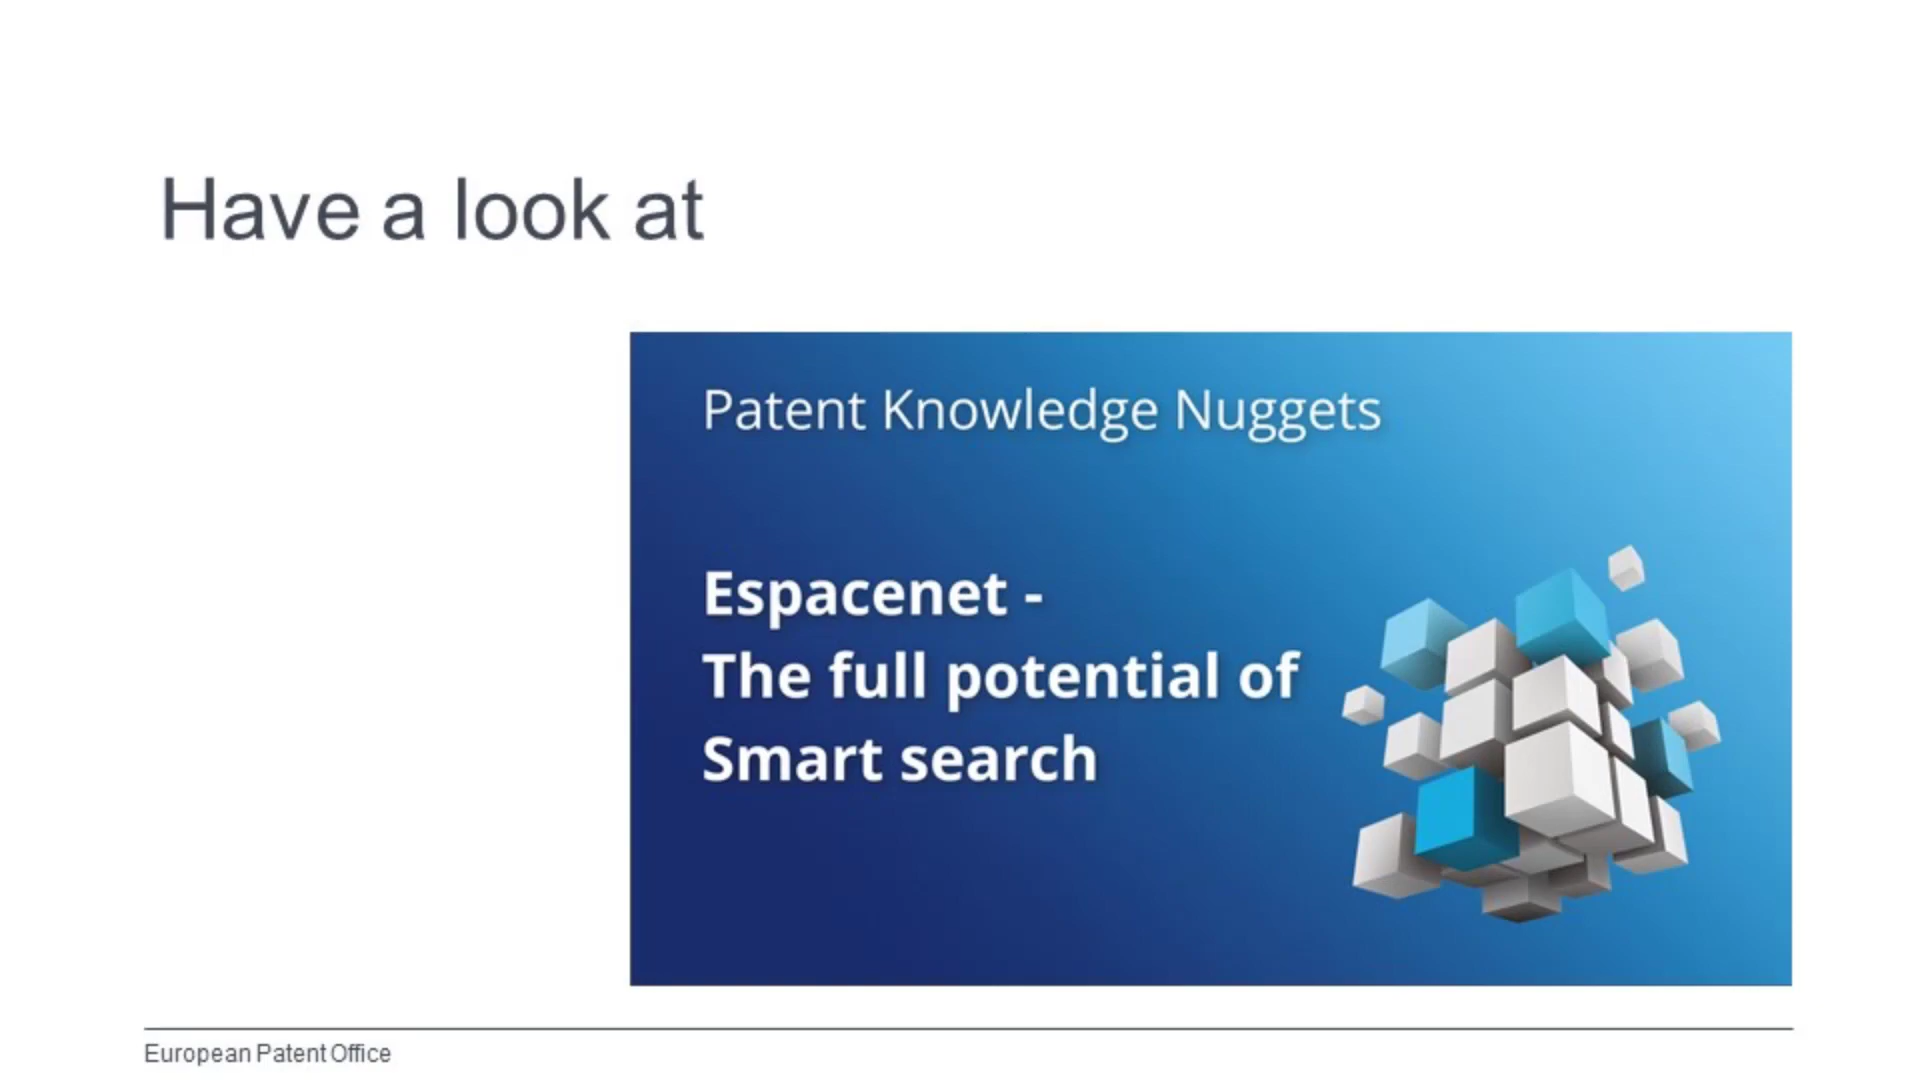 Have a look at
Patent Knowledge Nuggets
Espacenet -
The full potential of
Smart search
European Patent Office